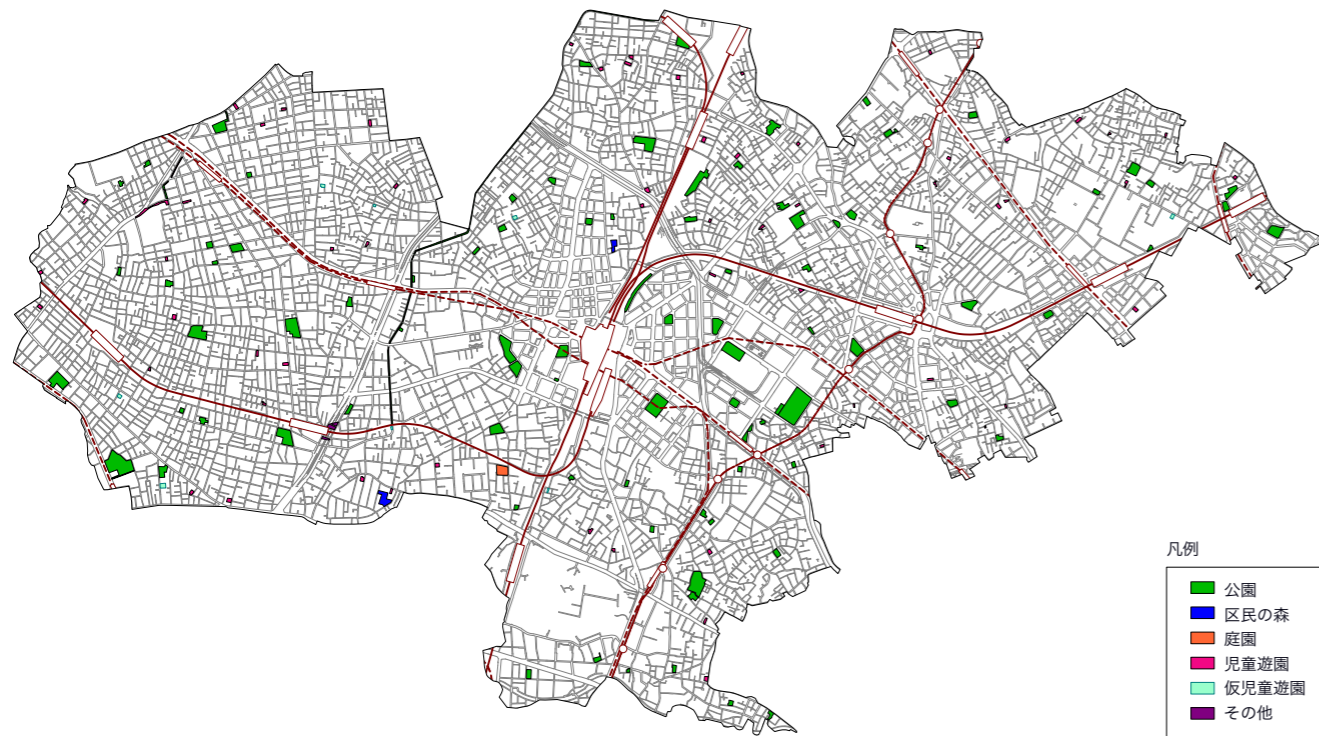 凡例
公園
区民の森
庭園
児童遊園
仮児童遊園
その他